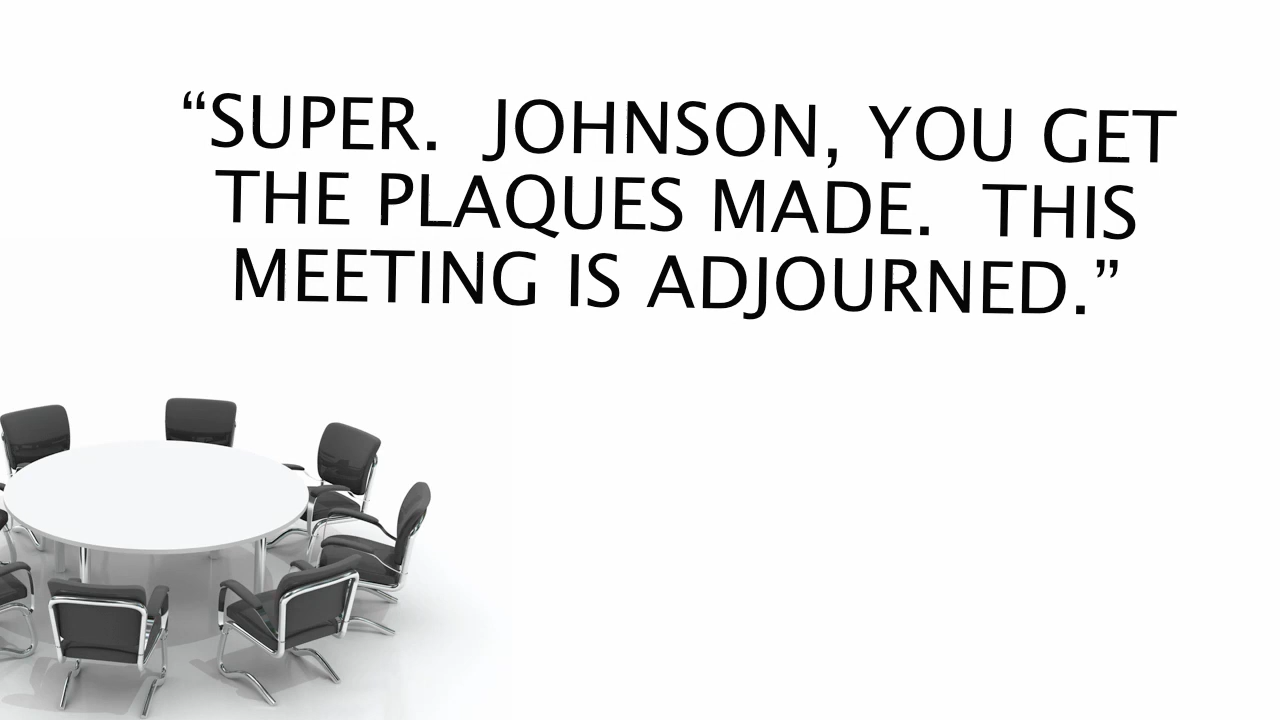 “SUPER.  JOHNSON, YOU GET
THE PLAQUES MADE.  THIS
MEETING IS ADJOURNED.”